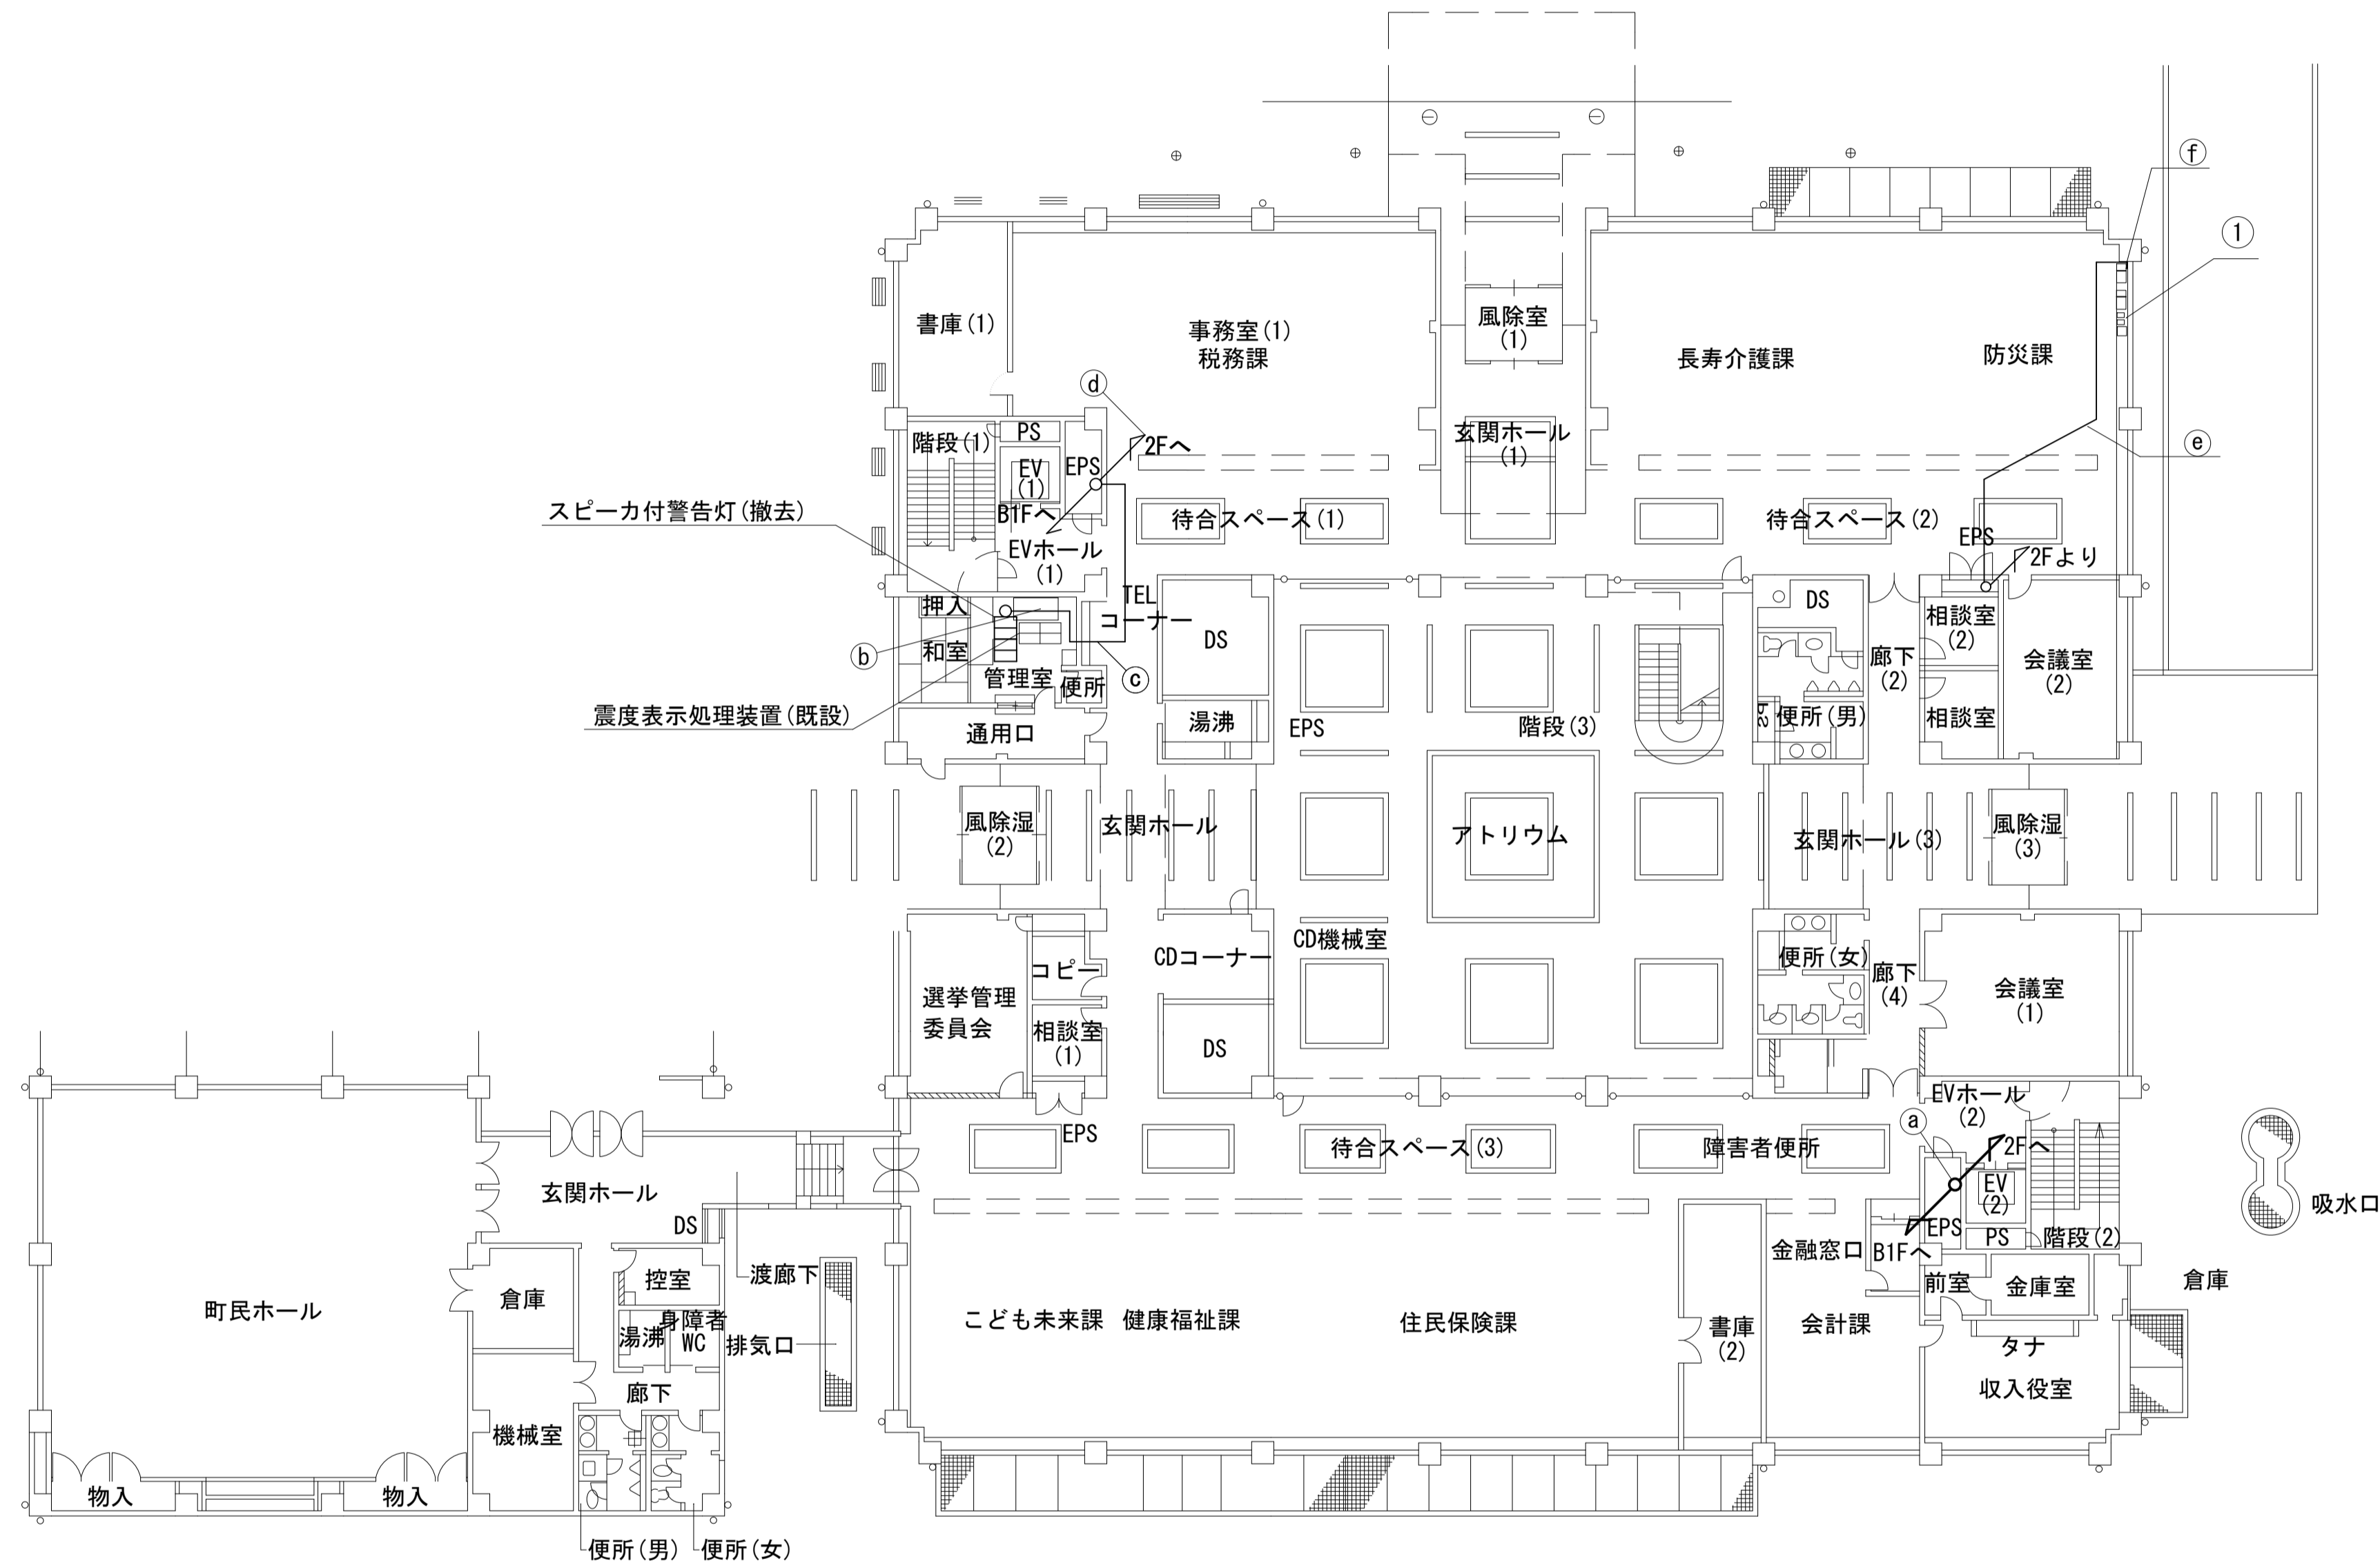 f
1
書庫(1)
事務室(1)
税務課
風除室
(1)
長寿介護課
防災課
d
階段(1)
PS
2Fへ
玄関ホール
(1)
e
EV
(1)
EPS
スピーカ付警告灯(撤去)
B1Fへ
待合スペース(1)
待合スペース(2)
EPS
EVホール
(1)
2Fより
押入
TEL
コーナー
DS
DS
相談室
(2)
b
和室
管理室
便所
c
廊下
(2)
会議室
(2)
震度表示処理装置(既設)
通用口
湯沸
EPS
階段(3)
PS
便所(男)
相談室
風除湿
(2)
玄関ホール
アトリウム
玄関ホール(3)
風除湿
(3)
CD機械室
CDコーナー
コピー
便所(女)
廊下
(4)
選挙管理
委員会
会議室
(1)
相談室
(1)
DS
EVホール
(2)
a
EPS
待合スペース(3)
障害者便所
2Fへ
玄関ホール
EV
(2)
吸水口
DS
EPS
PS
階段(2)
金融窓口
B1Fへ
渡廊下
控室
倉庫
前室
金庫室
倉庫
町民ホール
こども未来課
健康福祉課
住民保険課
書庫
(2)
会計課
湯沸
身障者
WC
排気口
タナ
廊下
収入役室
機械室
物入
物入
便所(男)
便所(女)